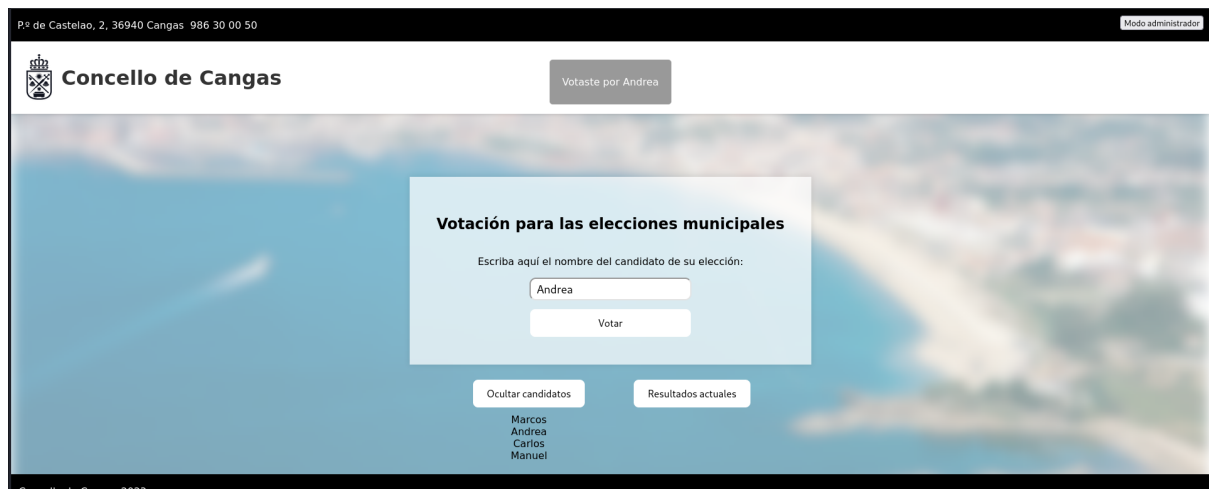 P.º de Castelao, 2, 36940 Cangas 986 30 00 50
Modo administrador
Concello de Cangas
Votaste por Andrea
Votación para las elecciones municipales
Escriba aquí el nombre del candidato de su elección:
Andrea
Votar
Ocultar candidatos
Resultados actuales
Marcos
Andrea
Carlos
Manuel